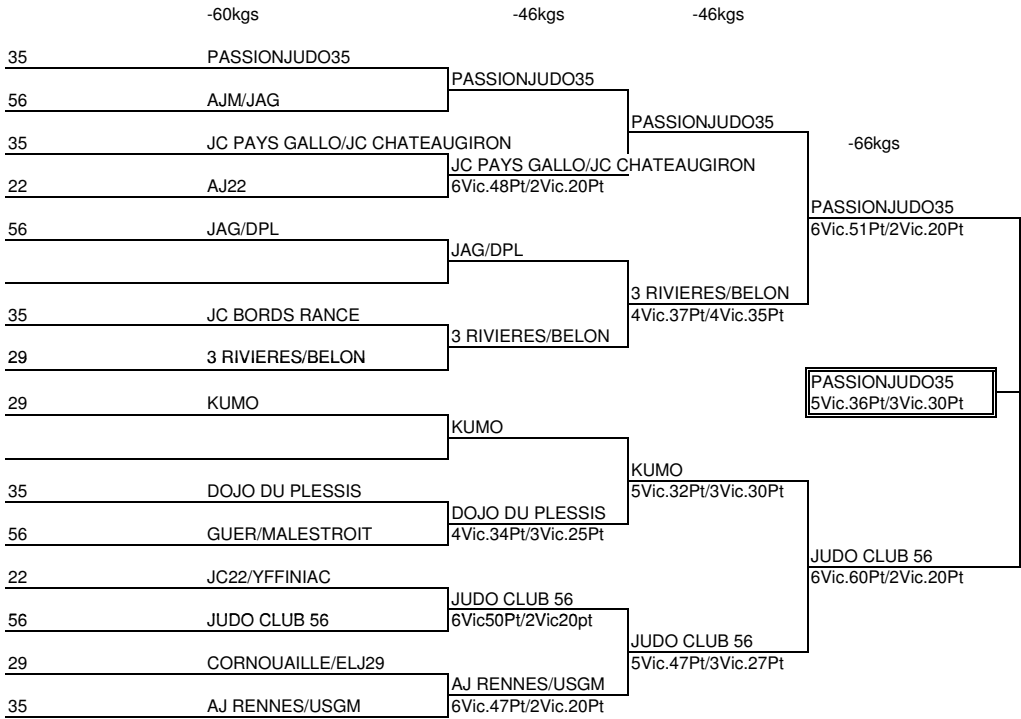 -60kgs -46kgs -46kgs
35 PASSIONJUDO35
PASSIONJUDO35
56 AJM/JAG
PASSIONJUDO35
35 JC PAYS GALLO/JC CHATEAUGIRON
-66kgs
JC PAYS GALLO/JC CHATEAUGIRON
22 AJ22
6Vic.48Pt/2Vic.20Pt
PASSIONJUDO35
56 JAG/DPL
6Vic.51Pt/2Vic.20Pt
JAG/DPL
3 RIVIERES/BELON
35 JC BORDS RANCE
4Vic.37Pt/4Vic.35Pt
3 RIVIERES/BELON
29 3 RIVIERES/BELON
PASSIONJUDO35
5Vic.36Pt/3Vic.30Pt
29 KUMO
KUMO
KUMO
35 DOJO DU PLESSIS
5Vic.32Pt/3Vic.30Pt
DOJO DU PLESSIS
56 GUER/MALESTROIT
4Vic.34Pt/3Vic.25Pt
JUDO CLUB 56
22 JC22/YFFINIAC
6Vic.60Pt/2Vic.20Pt
JUDO CLUB 56
56 JUDO CLUB 56
6Vic50Pt/2Vic20pt
JUDO CLUB 56
29 CORNOUAILLE/ELJ29
5Vic.47Pt/3Vic.27Pt
AJ RENNES/USGM
35 AJ RENNES/USGM
6Vic.47Pt/2Vic.20Pt